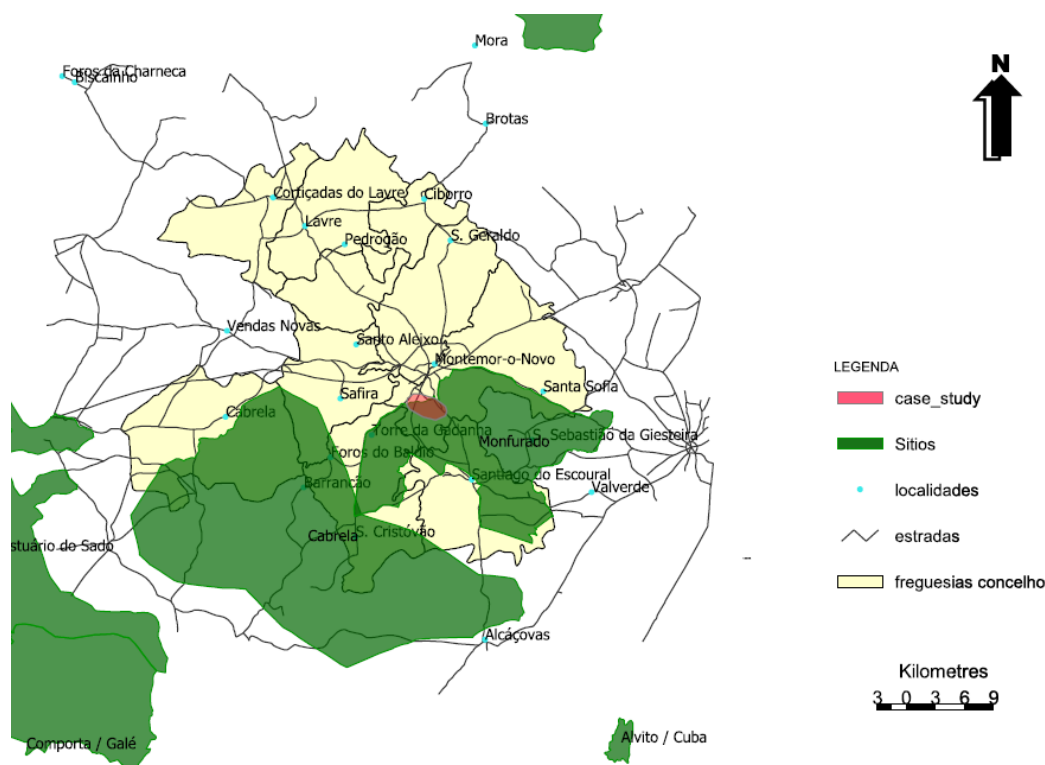 Mora
N
Foros da Charneca
Biscainho
Brotas
Cortiçadas do Lavre
Ciborro
Lavre
S. Geraldo
Pedrogão
Vendas Novas
Santo Aleixo
Montemor-o-Novo
LEGENDA
Santa Sofia
Safira
case_study
Cabrela
Torre da Gadanha
S. Sebastião da Giesteira
Monfurado
Sitios
Foros do Baldio
Santiago do Escoural
Barrancão
Valverde
localidades
S. Cristóvão
Cabrela
estradas
stuário do Sado
freguesias concelho
Alcáçovas
Kilometres
3 0 3 6 9
Alvito / Cuba
Comporta / Galé